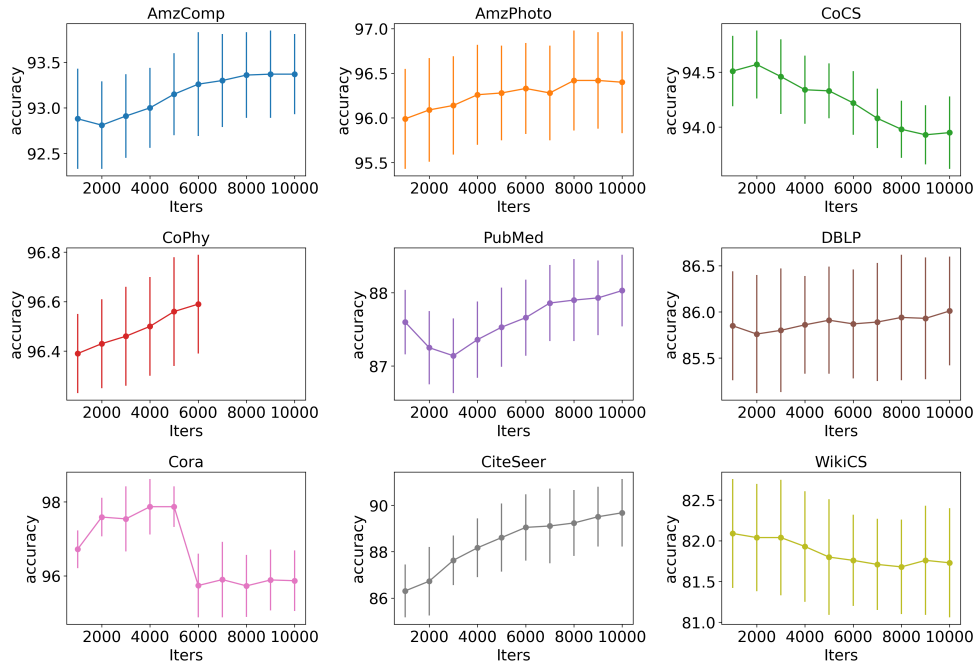 AmzComp AmzPhoto CoCS
accuracy accuracy accuracy
93.5 97.0 94.5
93.0 96.5 94.0
92.5 96.0
95.5
2000 4000 6000 8000 10000 2000 4000 6000 8000 10000 2000 4000 6000 8000 10000
Iters Iters Iters
CoPhy PubMed DBLP
accuracy accuracy accuracy
96.8 88 86.5
96.6 87 86.0
96.4 85.5
2000 4000 6000 8000 10000 2000 4000 6000 8000 10000 2000 4000 6000 8000 10000
Iters Iters Iters
Cora CiteSeer WikiCS
accuracy accuracy accuracy
98 90 82.5
96 88 82.0
86 81.5
81.0
2000 4000 6000 8000 10000 2000 4000 6000 8000 10000 2000 4000 6000 8000 10000
Iters Iters Iters